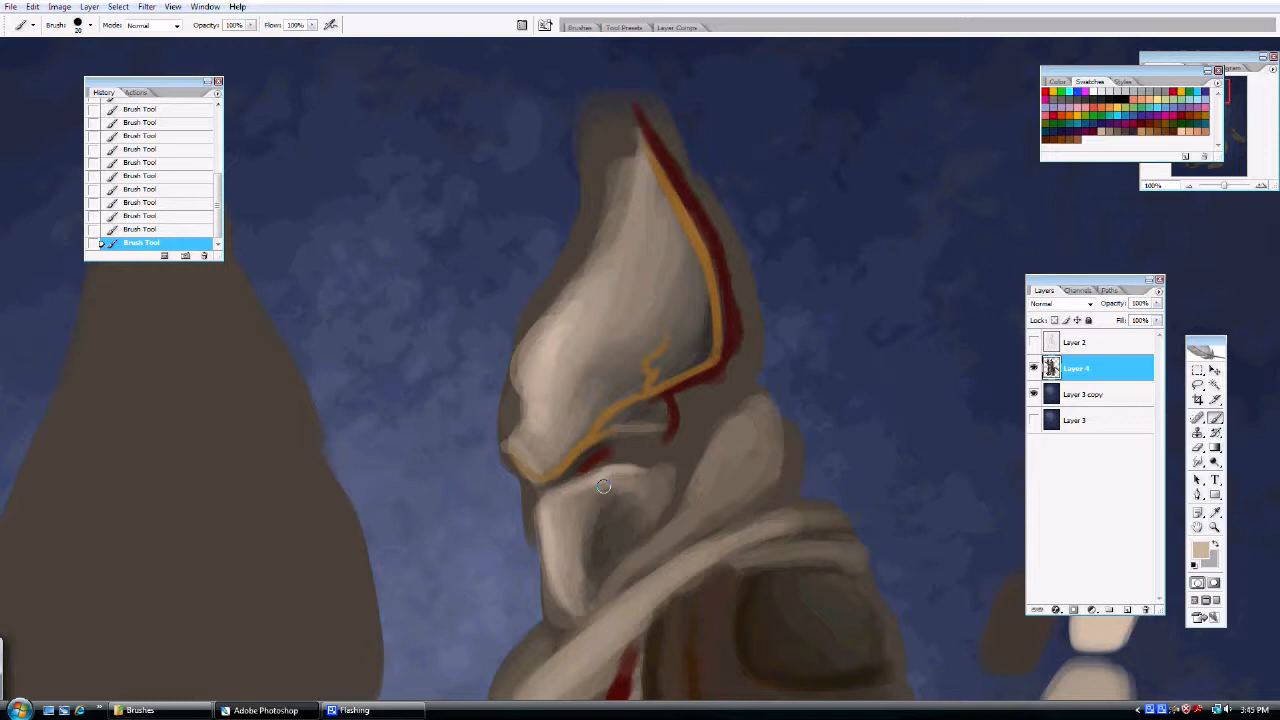 File Edit Image Layer Select Filter View Window Help
Brush: 20 Mode: Normal Opacity: 100% Flow: 100%
Brushes Tool Presets Layer Comps
History Actions
Brush Tool
Brush Tool
Brush Tool
Brush Tool
Brush Tool
Brush Tool
Brush Tool
Brush Tool
Brush Tool
Brush Tool
Brush Tool
Color Swatches Styles
100%
Layers Channels Paths
Normal Opacity: 100%
Lock: Fill: 100%
Layer 2
Layer 4
Layer 3 copy
Layer 3
Brushes Adobe Photoshop Flashing 3:45 PM